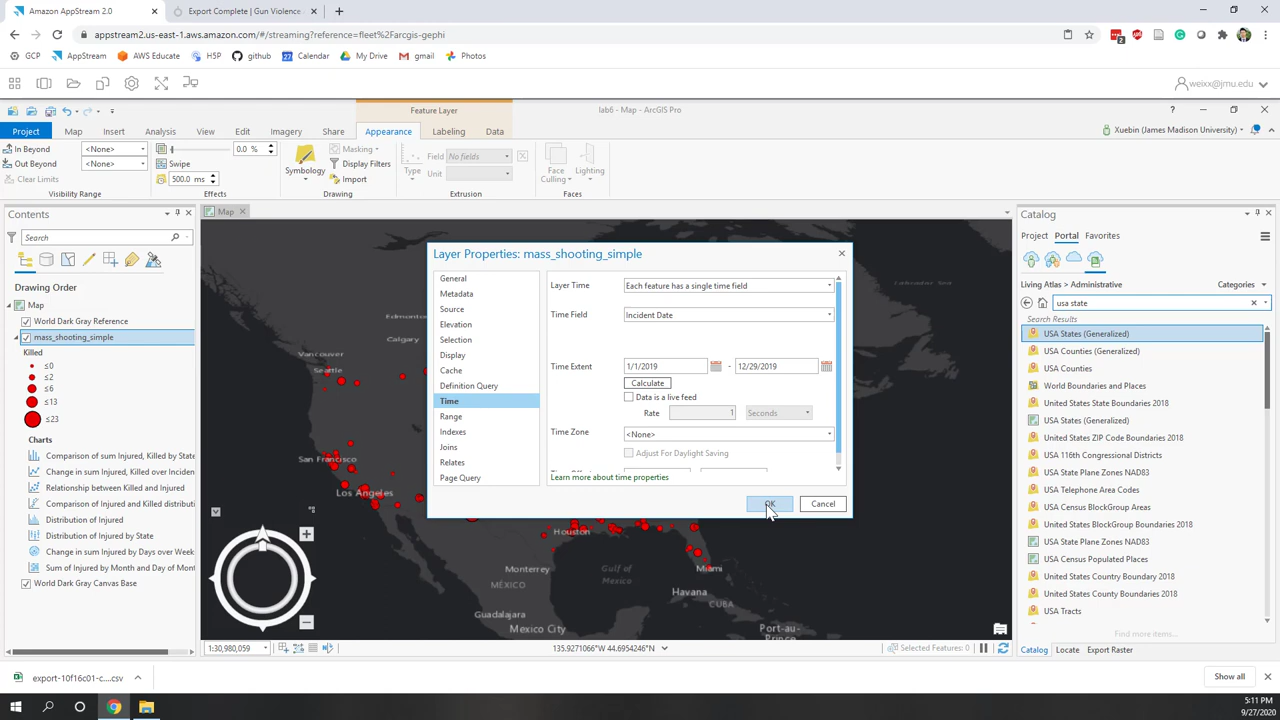 Amazon AppStream 2.0
Export Complete | Gun Violence
appstream2.us-east-1.aws.amazon.com/#/streaming?reference=fleet%2Farcgis-gephi
GCP AppStream AWS Educate H5P github Calendar My Drive gmail Photos
weixx@jmu.edu
Feature Layer
lab6 - Map - ArcGIS Pro
Project Map Insert Analysis View Edit Imagery Share Appearance Labeling Data
Xuebin (James Madison University)
In Beyond <None>
Out Beyond <None>
Clear Limits
Visibility Range
0.0 %
Swipe
500.0 ms
Effects
Symbology
Masking
Display Filters
Import
Drawing
Type
Field No fields
Unit
Extrusion
Face Culling
Lighting
Faces
Contents
Search
Drawing Order
Map
World Dark Gray Reference
mass_shooting_simple
Killed
≤0
≤2
≤6
≤13
≤23
Charts
Comparison of sum Injured, Killed by State
Change in sum Injured, Killed over Inciden
Relationship between Injured and Killed
Comparison of Injured and Killed distribut
Distribution of Injured
Distribution of Injured by State
Change in sum of Injured by Days over Week
Sum of Injured by Month and Day of Mont
World Dark Gray Canvas Base
Map
Edmonton
Vancouver
Seattle
San Francisco
Los Angeles
Houston
Monterrey
MÉXICO
Guadalajara
Mexico City
Gulf of
Mexico
Miami
Havana
CUBA
Port-au-
Prince
Labrador Sea
1:30,980,059
135.9271066°W 44.6954246°N
Selected Features: 0
Layer Properties: mass_shooting_simple
General
Metadata
Source
Elevation
Selection
Display
Cache
Definition Query
Time
Range
Indexes
Joins
Relates
Page Query
Layer Time Each feature has a single time field
Time Field Incident Date
Time Extent 1/1/2019 - 12/29/2019
Calculate
Data is a live feed
Rate 1 Seconds
Time Zone <None>
Adjust For Daylight Saving
Learn more about time properties
OK Cancel
Catalog
Project Portal Favorites
Living Atlas > Administrative Categories
usa state
Search Results
USA States (Generalized)
USA Counties (Generalized)
USA Counties
World Boundaries and Places
United States State Boundaries 2018
USA States (Generalized)
United States ZIP Code Boundaries 2018
USA 116th Congressional Districts
USA State Plane Zones NAD83
USA Telephone Area Codes
USA Census BlockGroup Areas
United States BlockGroup Boundaries 2018
USA State Plane Zones NAD83
USA Census Populated Places
United States Country Boundary 2018
United States County Boundaries 2018
USA Tracts
Find more items...
Catalog Locate Export Raster
export-10f16c01-c....csv
Show all
5:11 PM
9/27/2020